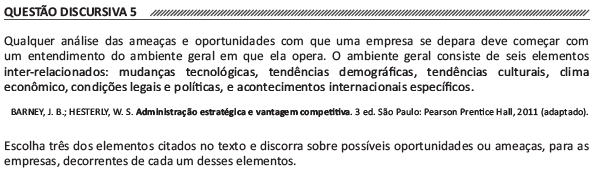 QUESTÃO DISCURSIVA 5
Qualquer análise das ameaças e oportunidades com que uma empresa se depara deve começar com
um entendimento do ambiente geral em que ela opera. O ambiente geral consiste de seis elementos
inter-relacionados: mudanças tecnológicas, tendências demográficas, tendências culturais, clima
econômico, condições legais e políticas, e acontecimentos internacionais específicos.
BARNEY, J. B.; HESTERLY, W. S. Administração estratégica e vantagem competitiva. 3 ed. São Paulo: Pearson Prentice Hall, 2011 (adaptado).
Escolha três dos elementos citados no texto e discorra sobre possíveis oportunidades ou ameaças, para as
empresas, decorrentes de cada um desses elementos.